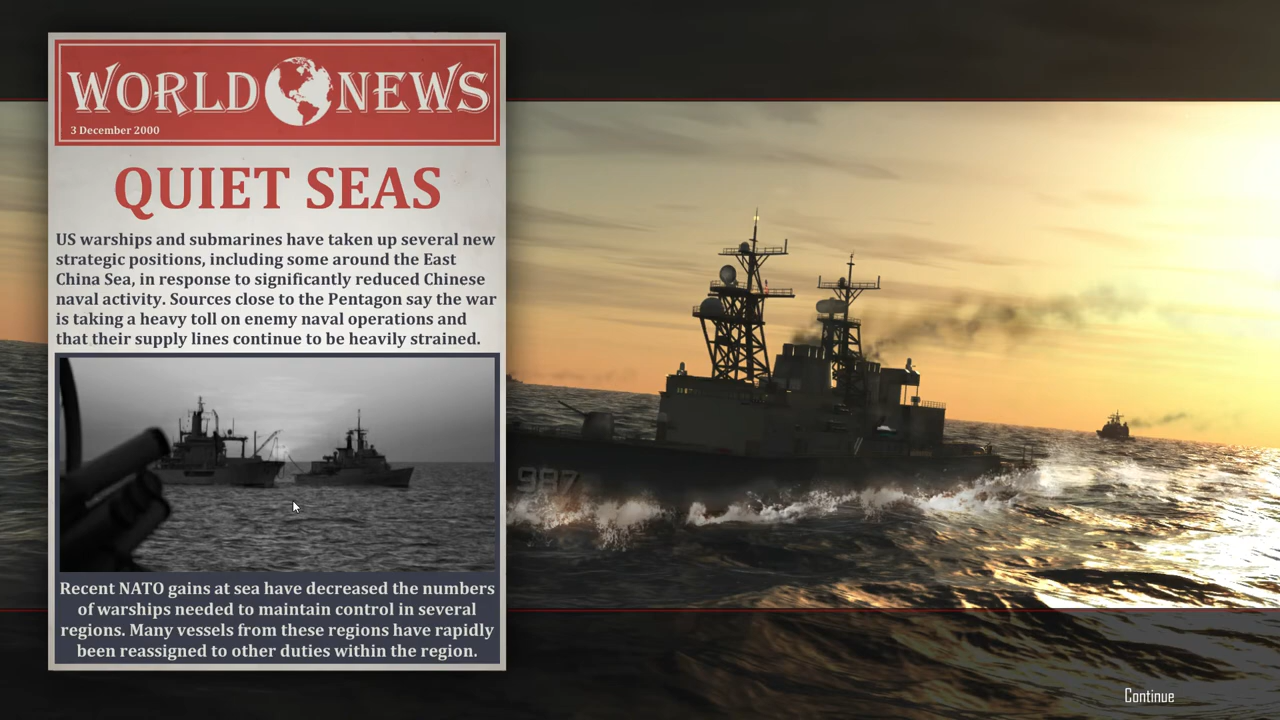 WORLD NEWS
3 December 2000
QUIET SEAS
US warships and submarines have taken up several new
strategic positions, including some around the East
China Sea, in response to significantly reduced Chinese
naval activity. Sources close to the Pentagon say the war
is taking a heavy toll on enemy naval operations and
that their supply lines continue to be heavily strained.
Recent NATO gains at sea have decreased the numbers
of warships needed to maintain control in several
regions. Many vessels from these regions have rapidly
been reassigned to other duties within the region.
987
Continue